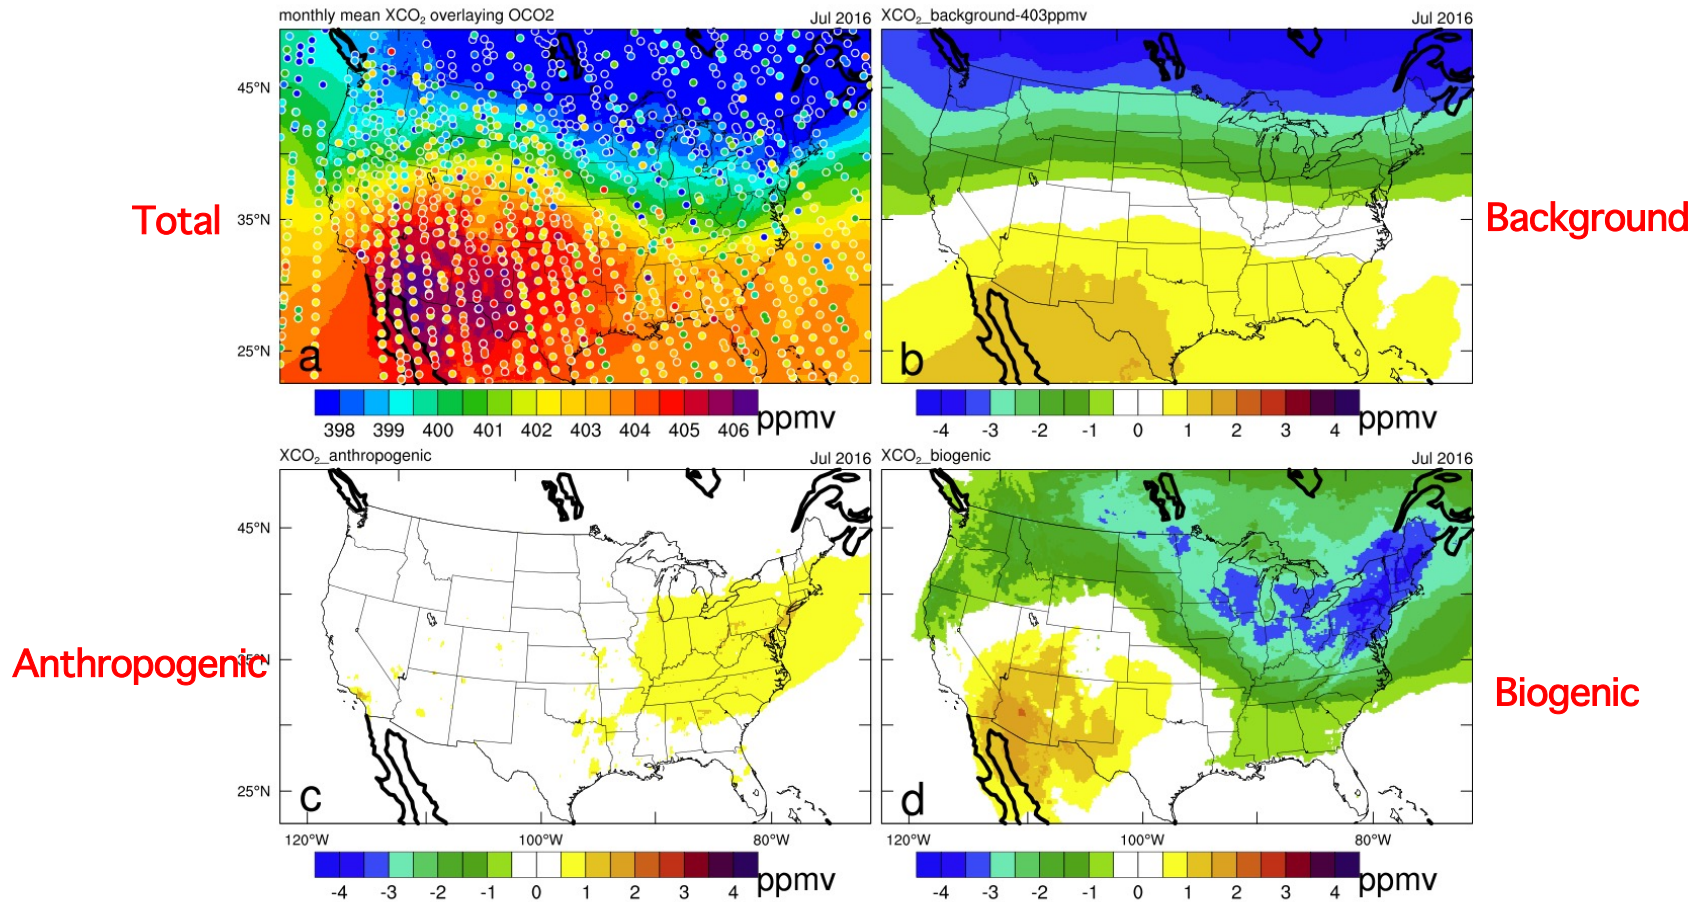 monthly mean XCO₂ overlaying OCO2 Jul 2016
XCO₂_background-403ppmv Jul 2016
45°N
35°N
25°N
Total
Background
a
b
398 399 400 401 402 403 404 405 406 ppmv
-4 -3 -2 -1 0 1 2 3 4 ppmv
XCO₂_anthropogenic Jul 2016
XCO₂_biogenic Jul 2016
45°N
35°N
25°N
Anthropogenic
Biogenic
c
d
120°W 100°W 80°W
120°W 100°W 80°W
-4 -3 -2 -1 0 1 2 3 4 ppmv
-4 -3 -2 -1 0 1 2 3 4 ppmv